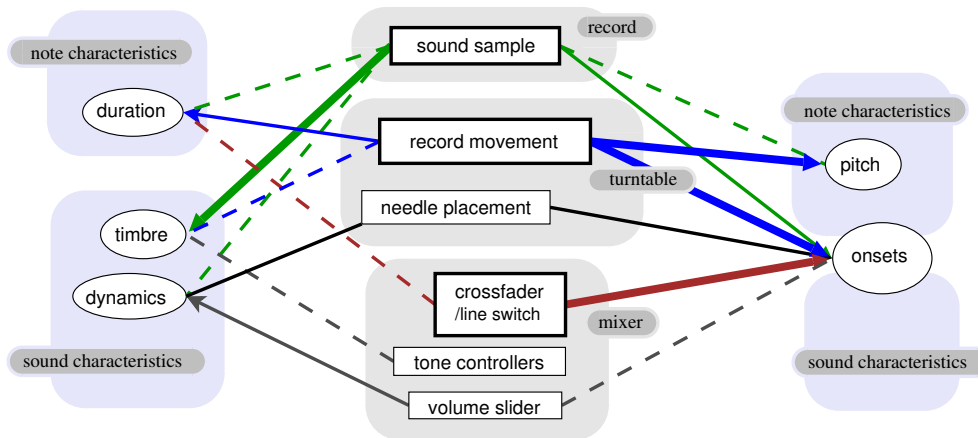 record
sound sample
note characteristics
duration
note characteristics
record movement
pitch
turntable
needle placement
timbre
onsets
dynamics
crossfader
/line switch
mixer
sound characteristics
tone controllers
sound characteristics
volume slider